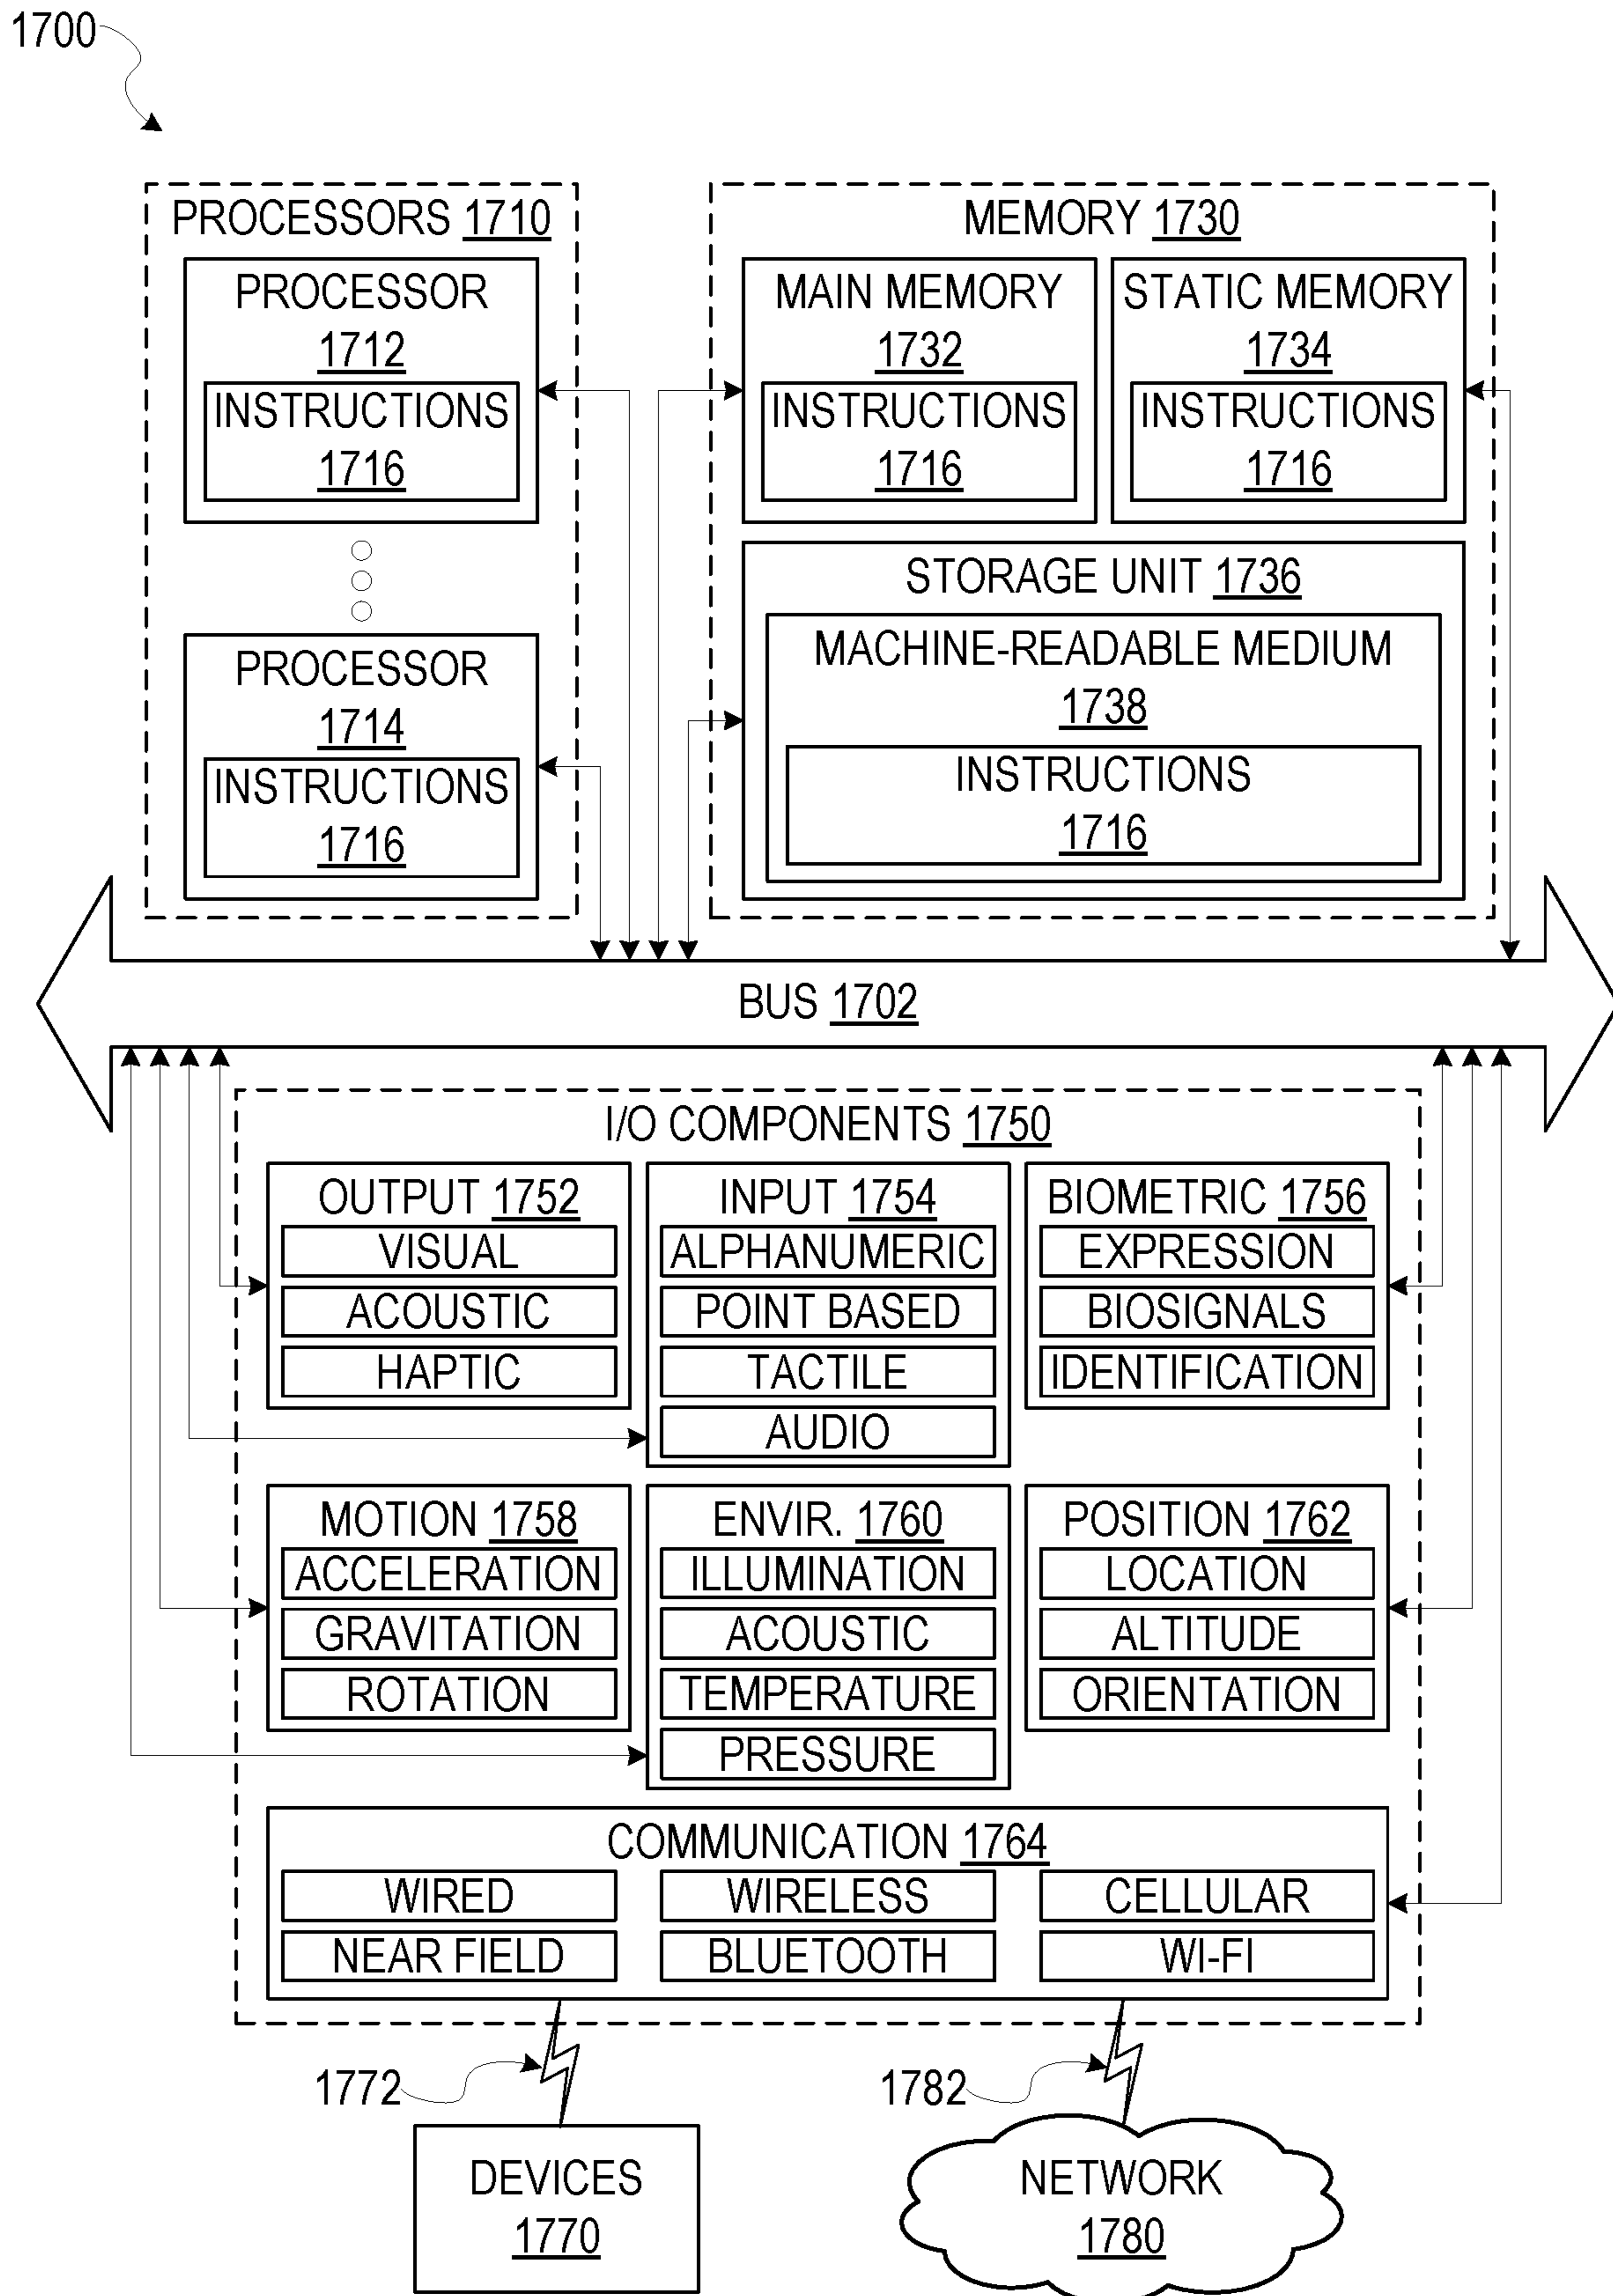 1700
PROCESSORS 1710
PROCESSOR
1712
INSTRUCTIONS
1716
PROCESSOR
1714
INSTRUCTIONS
1716
MEMORY 1730
MAIN MEMORY
1732
INSTRUCTIONS
1716
STATIC MEMORY
1734
INSTRUCTIONS
1716
STORAGE UNIT 1736
MACHINE-READABLE MEDIUM
1738
INSTRUCTIONS
1716
BUS 1702
I/O COMPONENTS 1750
OUTPUT 1752
VISUAL
ACOUSTIC
HAPTIC
INPUT 1754
ALPHANUMERIC
POINT BASED
TACTILE
AUDIO
BIOMETRIC 1756
EXPRESSION
BIOSIGNALS
IDENTIFICATION
MOTION 1758
ACCELERATION
GRAVITATION
ROTATION
ENVIR. 1760
ILLUMINATION
ACOUSTIC
TEMPERATURE
PRESSURE
POSITION 1762
LOCATION
ALTITUDE
ORIENTATION
COMMUNICATION 1764
WIRED
WIRELESS
CELLULAR
NEAR FIELD
BLUETOOTH
WI-FI
1772
1782
DEVICES
1770
NETWORK
1780